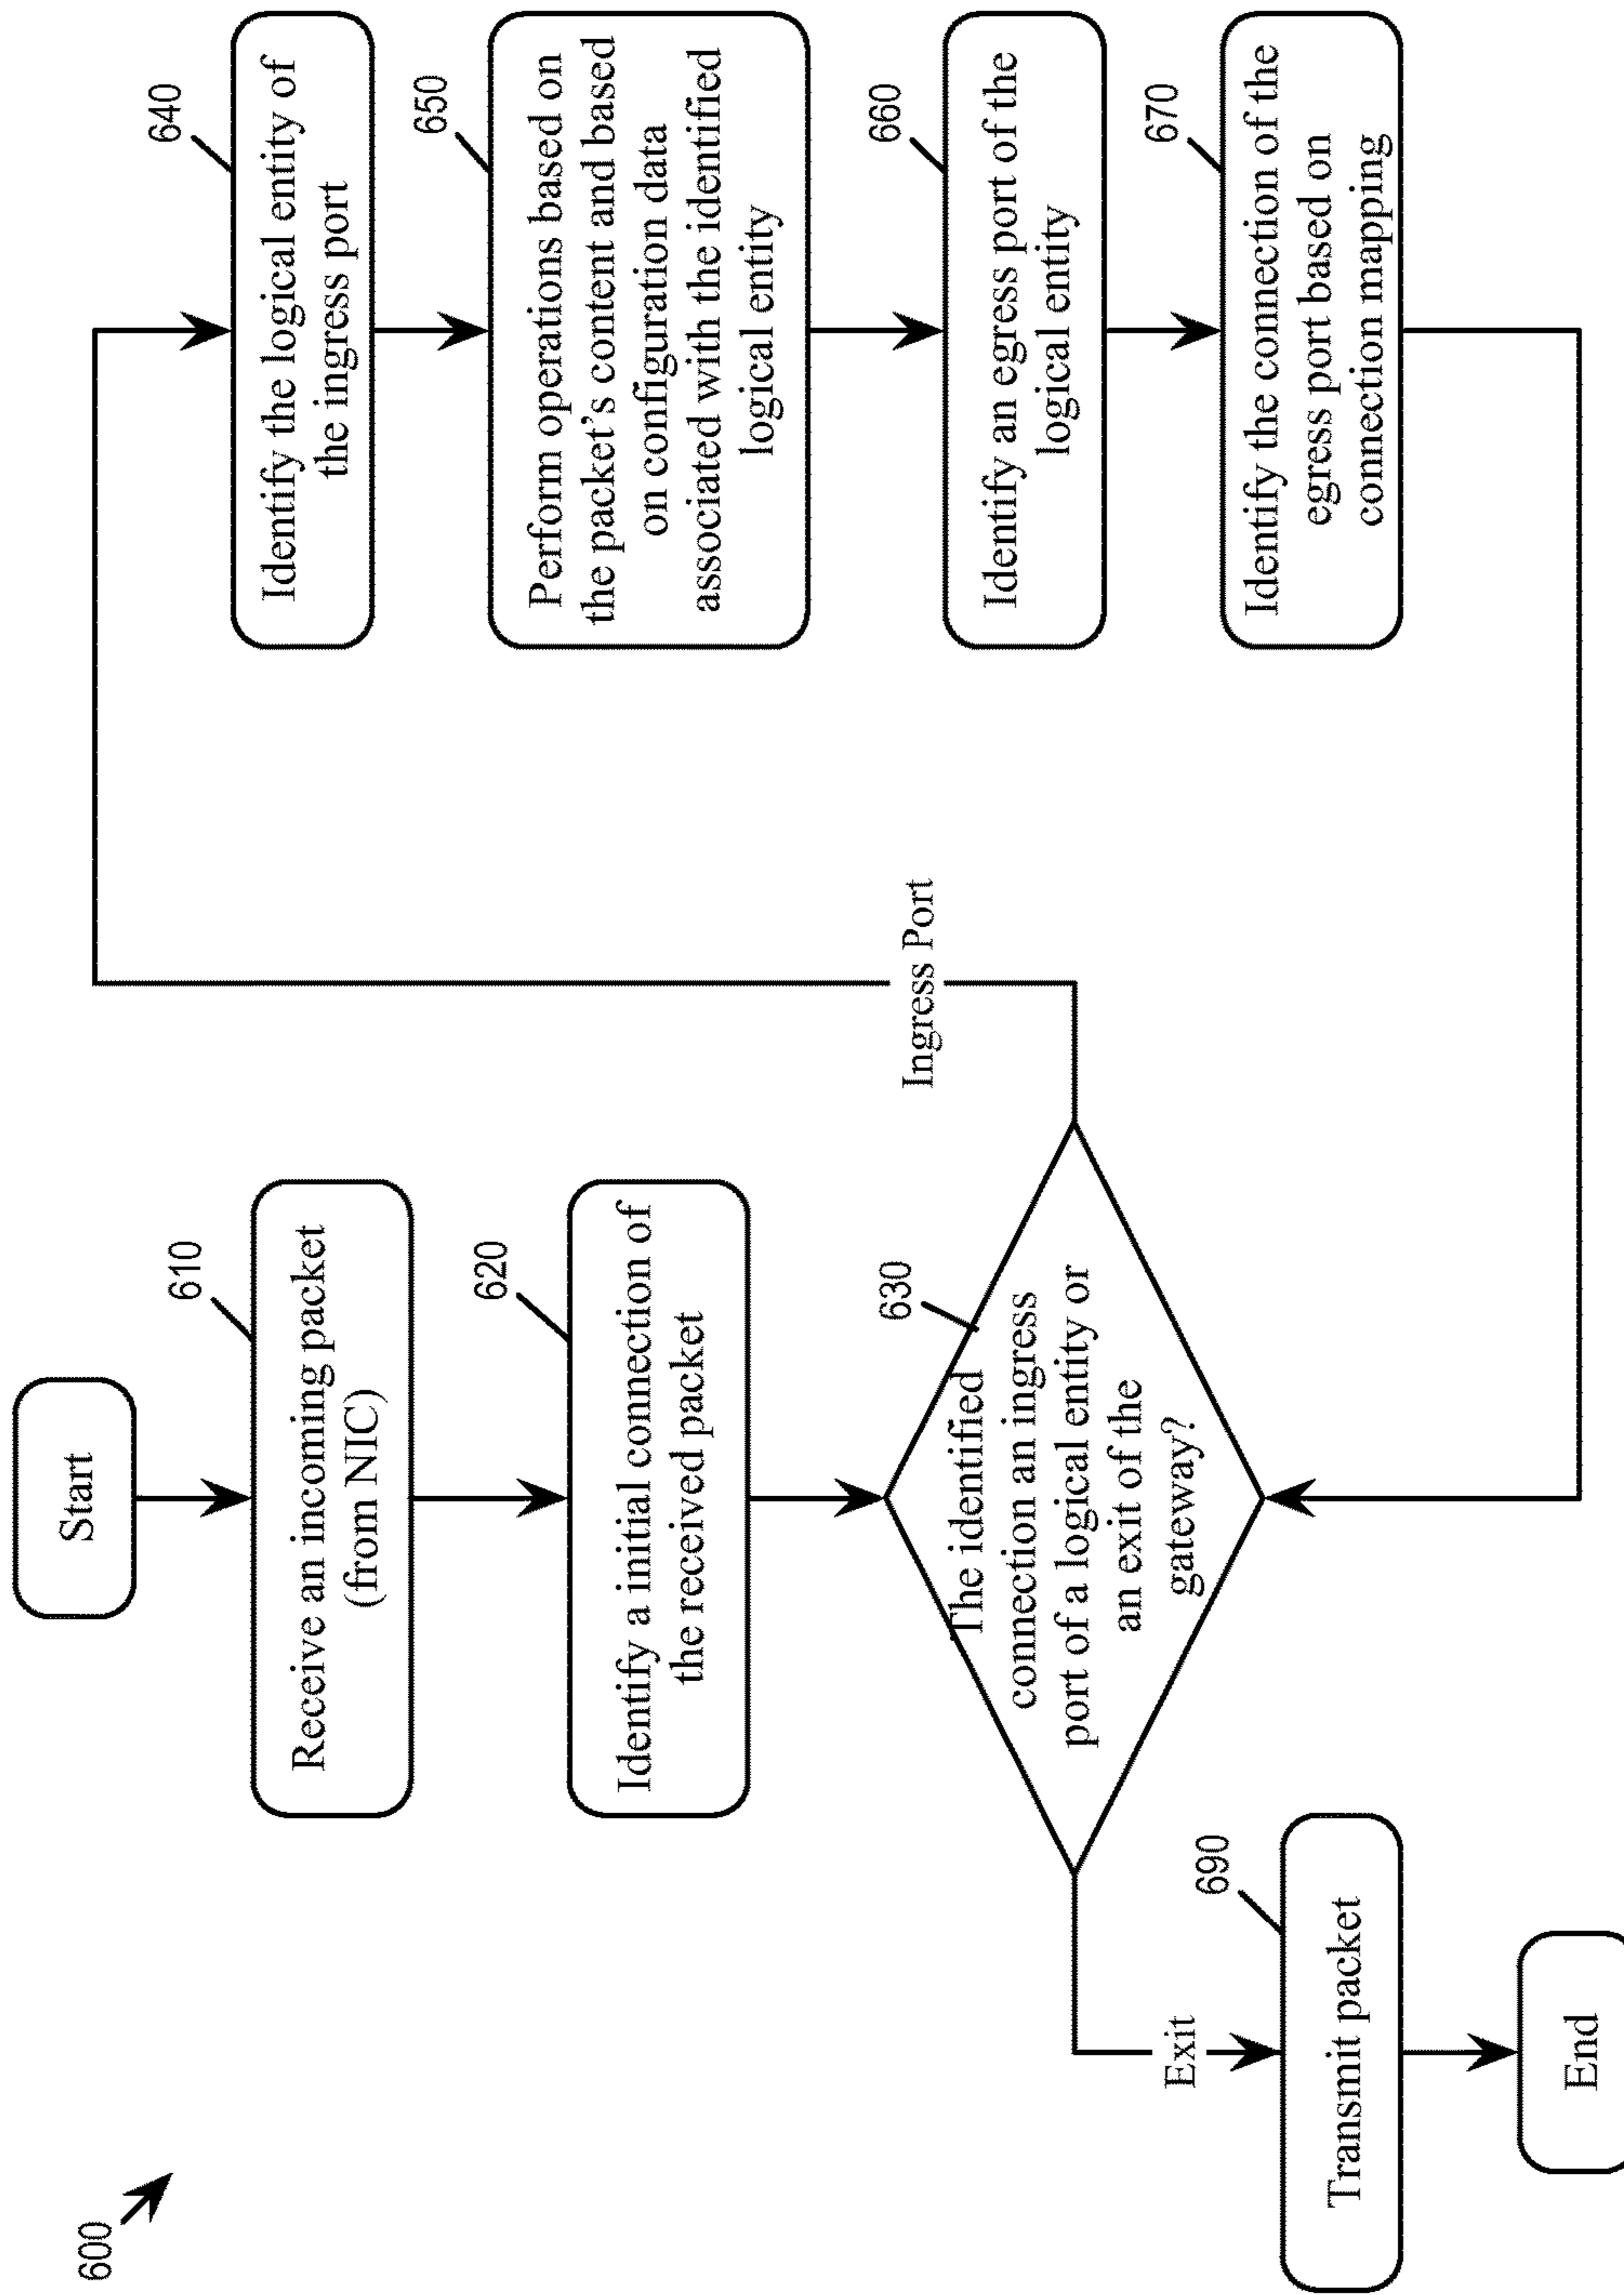 600
Start
610
Receive an incoming packet
(from NIC)
620
Identify a initial connection of
the received packet
630
The identified
connection an ingress
port of a logical entity or
an exit of the
gateway?
Exit
690
Transmit packet
End
Ingress Port
640
Identify the logical entity of
the ingress port
650
Perform operations based on
the packet's content and based
on configuration data
associated with the identified
logical entity
660
Identify an egress port of the
logical entity
670
Identify the connection of the
egress port based on
connection mapping